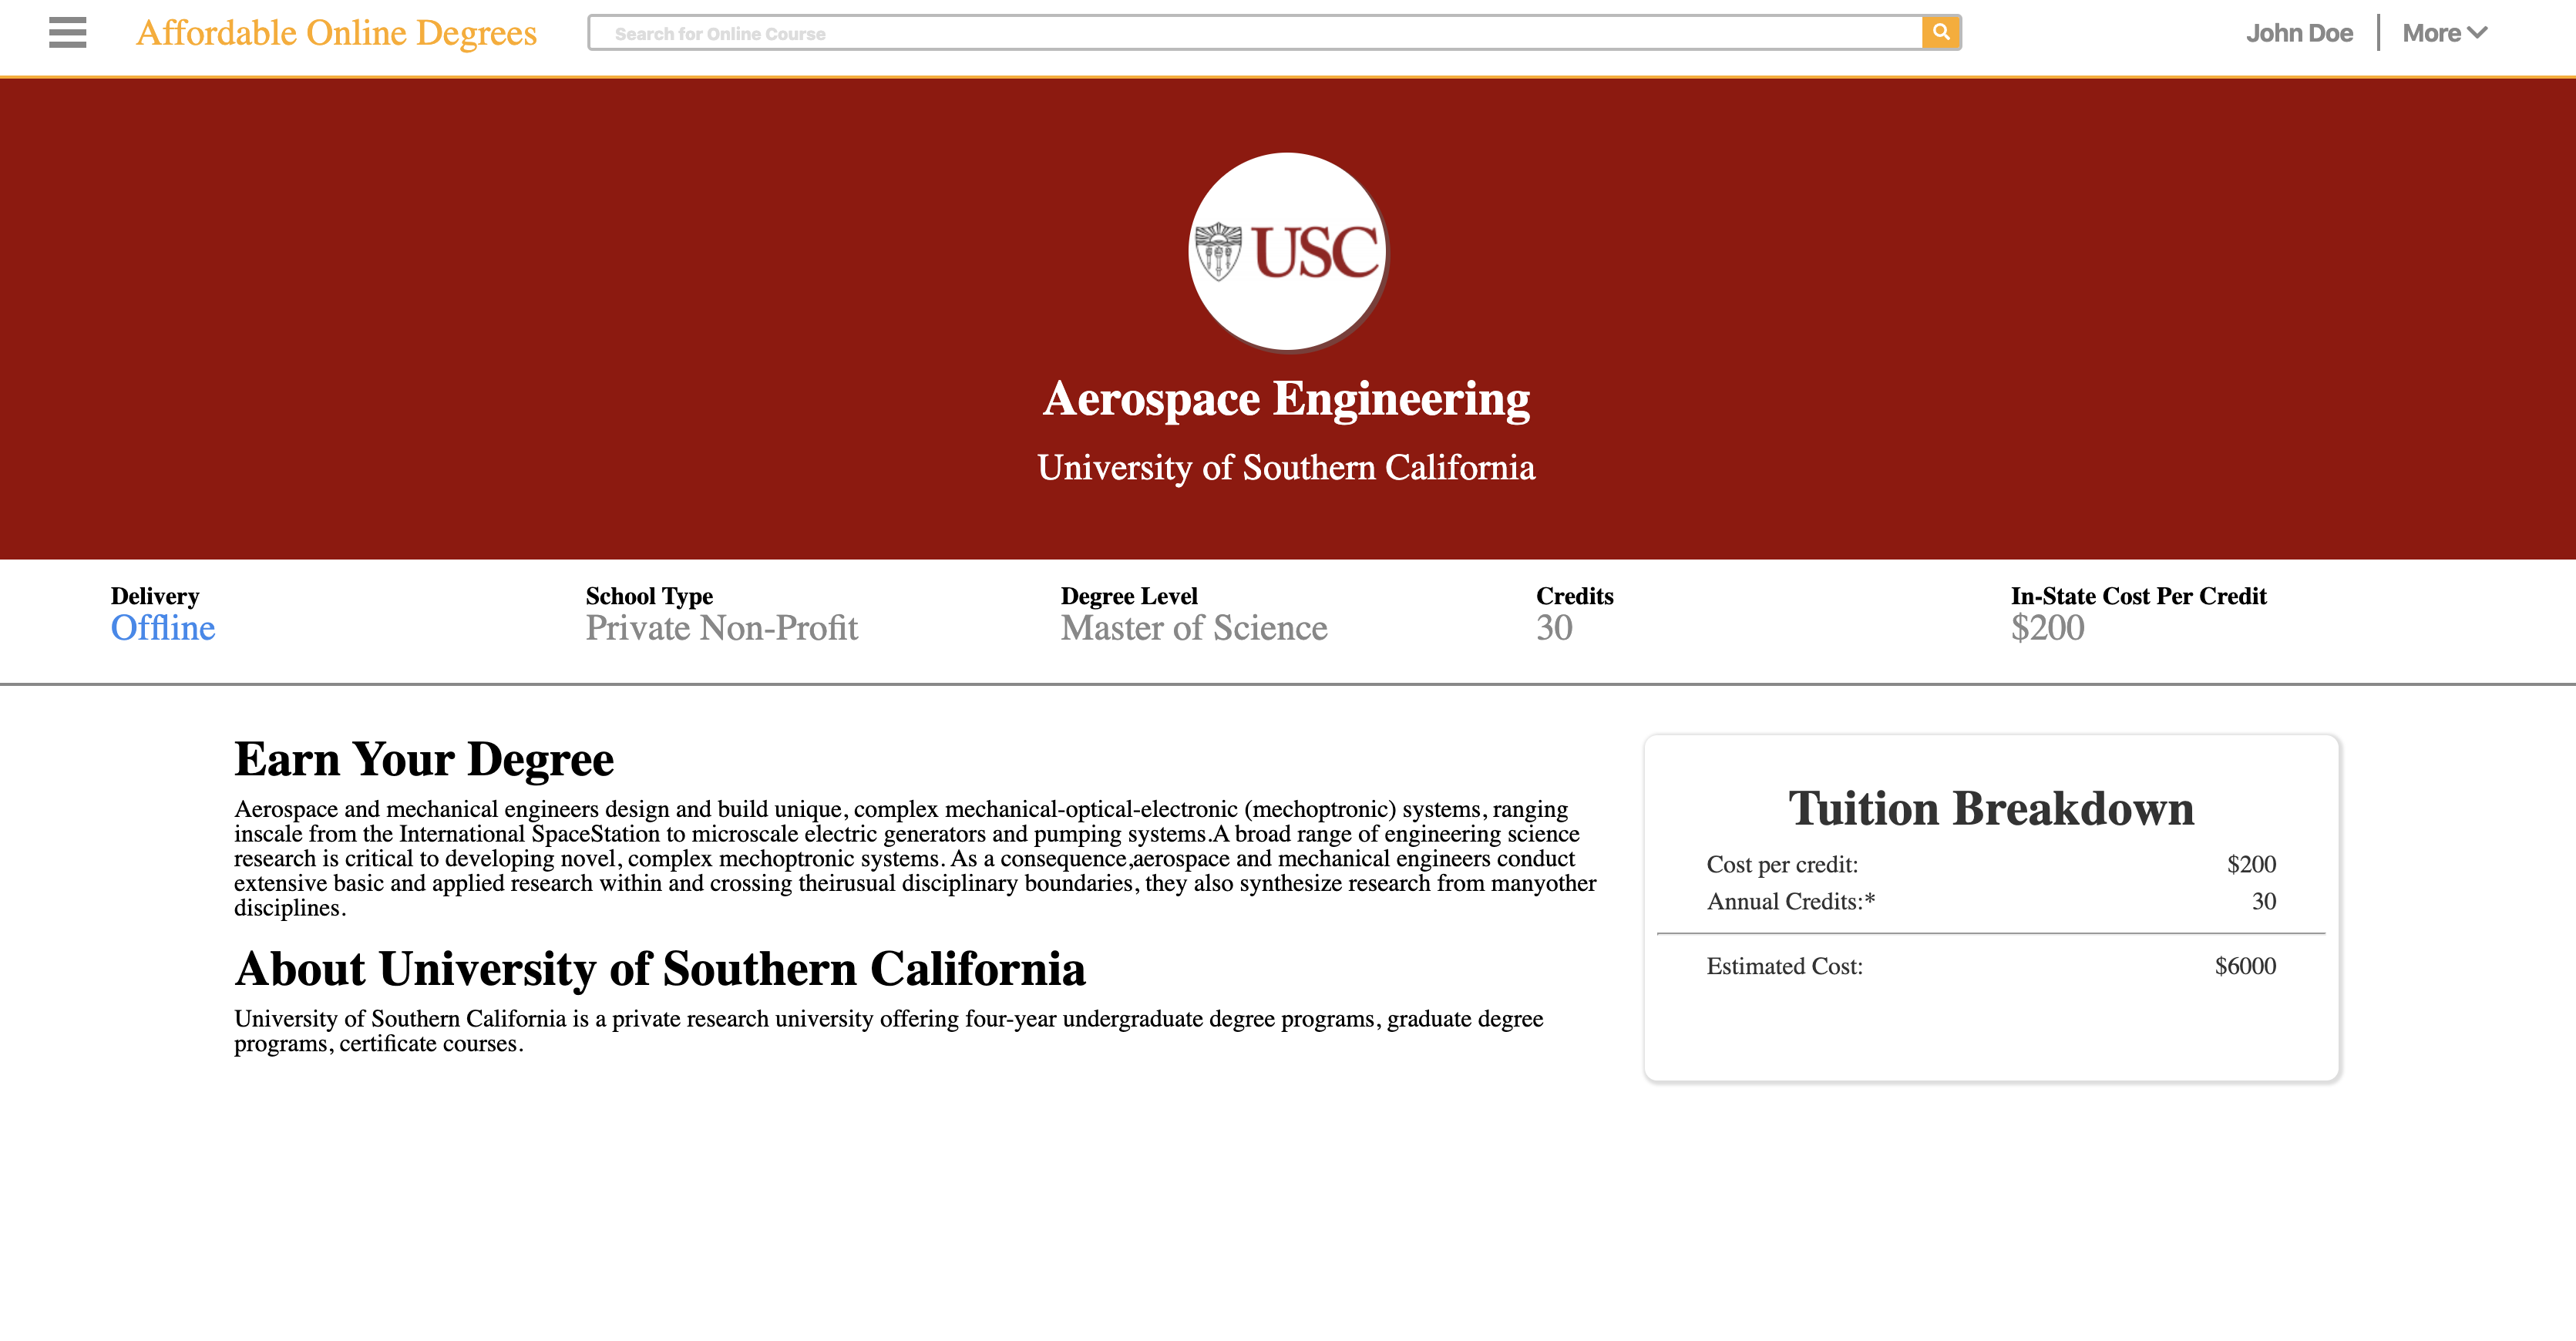 Affordable Online Degrees
Search for Online Course
John Doe
More
USC
Aerospace Engineering
University of Southern California
Delivery
Offline
School Type
Private Non-Profit
Degree Level
Master of Science
Credits
30
In-State Cost Per Credit
$200
Earn Your Degree
Aerospace and mechanical engineers design and build unique, complex mechanical-optical-electronic (mechoptronic) systems, ranging
inscale from the International SpaceStation to microscale electric generators and pumping systems.A broad range of engineering science
research is critical to developing novel, complex mechoptronic systems. As a consequence,aerospace and mechanical engineers conduct
extensive basic and applied research within and crossing theirusual disciplinary boundaries, they also synthesize research from manyother
disciplines.
About University of Southern California
University of Southern California is a private research university offering four-year undergraduate degree programs, graduate degree
programs, certificate courses.
Tuition Breakdown
Cost per credit: $200
Annual Credits:* 30
Estimated Cost: $6000